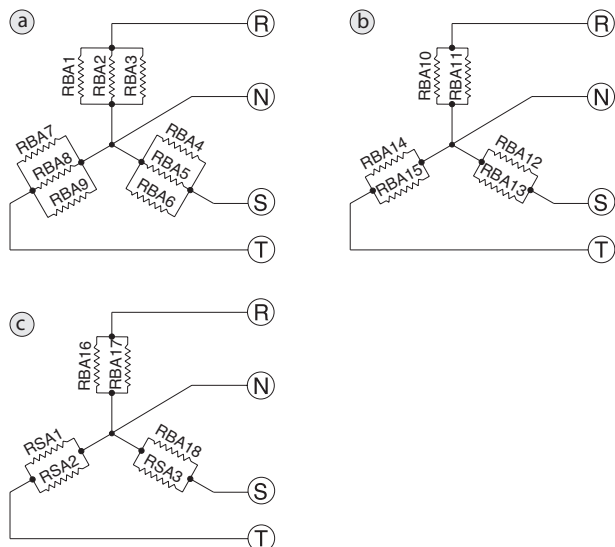 a
R
RBA1
RBA2
RBA3
N
RBA7
RBA8
RBA9
RBA4
RBA5
RBA6
S
T
b
R
RBA10
RBA11
N
RBA14
RBA15
RBA12
RBA13
S
T
c
R
RBA16
RBA17
N
RSA1
RSA2
RBA18
RSA3
S
T